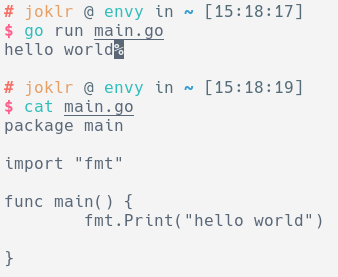 # joklr @ envy in ~ [15:18:17]
$ go run main.go
hello world%
# joklr @ envy in ~ [15:18:19]
$ cat main.go
package main
import "fmt"
func main() {
        fmt.Print("hello world")
}